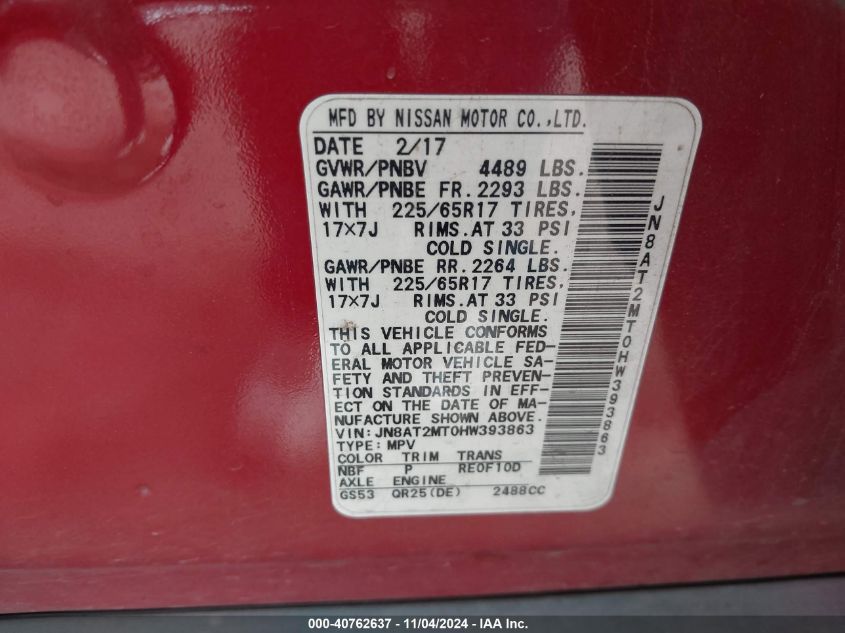 MFD BY NISSAN MOTOR CO.,LTD.
DATE 2/17
GVWR/PNBV 4489 LBS.
GAWR/PNBE FR. 2293 LBS.
WITH 225/65R17 TIRES,
17×7J RIMS.AT 33 PSI
COLD SINGLE.
GAWR/PNBE RR. 2264 LBS.
WITH 225/65R17 TIRES,
17×7J RIMS.AT 33 PSI
COLD SINGLE.
THIS VEHICLE CONFORMS
TO ALL APPLICABLE FED-
ERAL MOTOR VEHICLE SA-
FETY AND THEFT PREVEN-
TION STANDARDS IN EFF-
ECT ON THE DATE OF MA-
NUFACTURE SHOWN ABOVE.
VIN:JN8AT2MT0HW393863
TYPE: MPV
COLOR TRIM TRANS
NBF P RE0F10D
AXLE ENGINE
GS53 QR25(DE) 2488CC
JN8AT2MT0HW393863
000-40762637 - 11/04/2024 - IAA Inc.